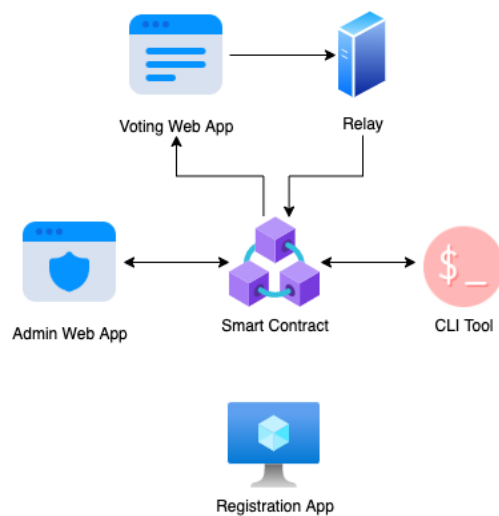 Voting Web App
Relay
Admin Web App
Smart Contract
$_
CLI Tool
Registration App